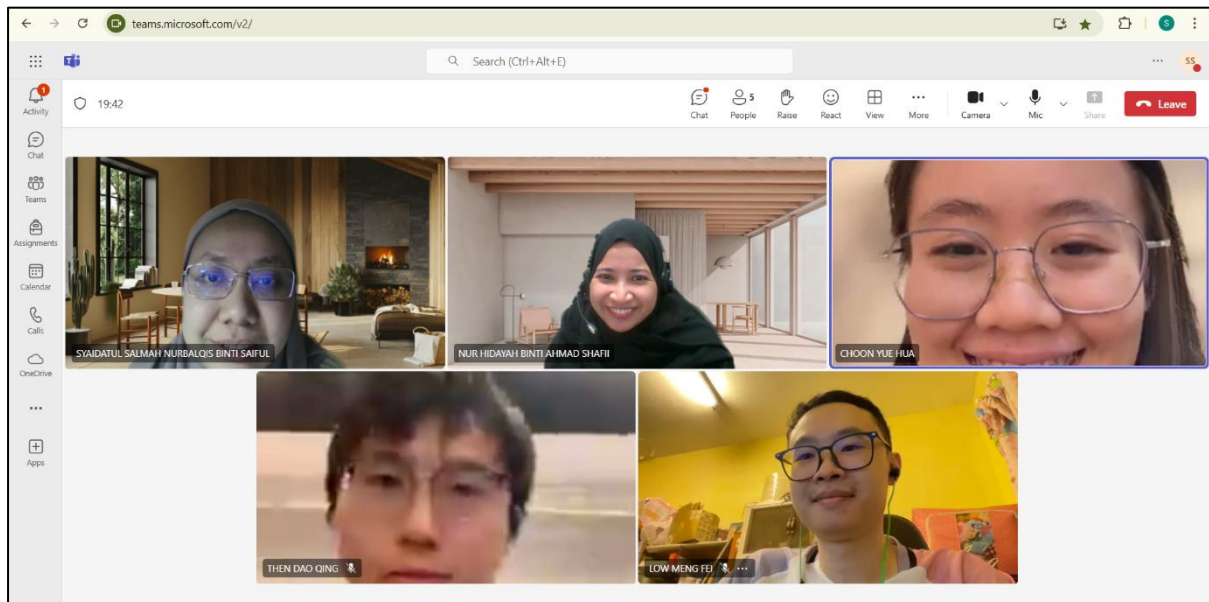 teams.microsoft.com/v2/
S
Search (Ctrl+Alt+E)
SS
1
Activity
Chat
Teams
Assignments
Calendar
Calls
OneDrive
Apps
19:42
Chat
5
People
Raise
React
View
More
Camera
Mic
Share
Leave
SYAIDATUL SALMAH NURBALQIS BINTI SAIFUL
NUR HIDAYAH BINTI AHMAD SHAFII
CHOON YUE HUA
THEN DAO QING
LOW MENG FEI